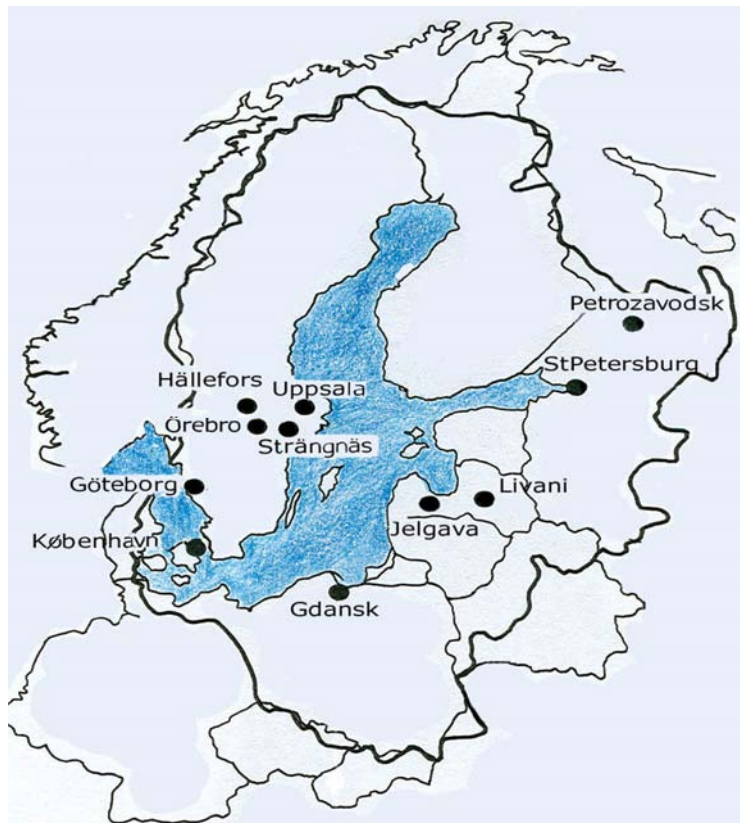 Petrozavodsk
StPetersburg
Hällefors
Uppsala
Örebro
Strängnäs
Göteborg
Livani
Jelgava
København
Gdansk